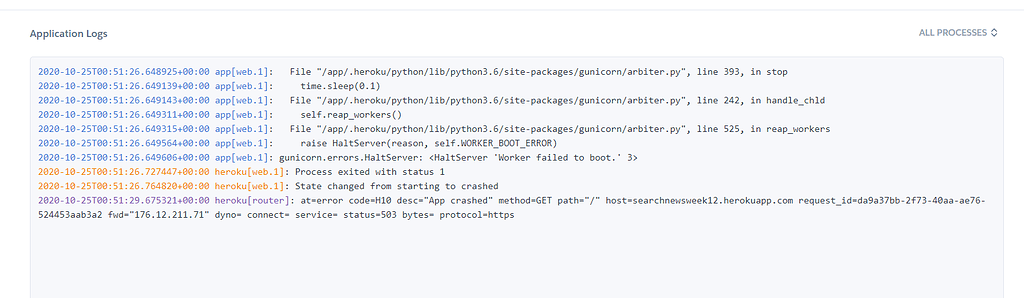 Application Logs
ALL PROCESSES
2020-10-25T00:51:26.648925+00:00 app[web.1]:   File "/app/.heroku/python/lib/python3.6/site-packages/gunicorn/arbiter.py", line 393, in stop
2020-10-25T00:51:26.649139+00:00 app[web.1]:     time.sleep(0.1)
2020-10-25T00:51:26.649143+00:00 app[web.1]:   File "/app/.heroku/python/lib/python3.6/site-packages/gunicorn/arbiter.py", line 242, in handle_chld
2020-10-25T00:51:26.649311+00:00 app[web.1]:     self.reap_workers()
2020-10-25T00:51:26.649315+00:00 app[web.1]:   File "/app/.heroku/python/lib/python3.6/site-packages/gunicorn/arbiter.py", line 525, in reap_workers
2020-10-25T00:51:26.649564+00:00 app[web.1]:     raise HaltServer(reason, self.WORKER_BOOT_ERROR)
2020-10-25T00:51:26.649606+00:00 app[web.1]: gunicorn.errors.HaltServer: <HaltServer 'Worker failed to boot.' 3>
2020-10-25T00:51:26.727447+00:00 heroku[web.1]: Process exited with status 1
2020-10-25T00:51:26.764820+00:00 heroku[web.1]: State changed from starting to crashed
2020-10-25T00:51:29.675321+00:00 heroku[router]: at=error code=H10 desc="App crashed" method=GET path="/" host=searchnewsweek12.herokuapp.com request_id=da9a37bb-2f73-40aa-ae76-
524453aab3a2 fwd="176.12.211.71" dyno= connect= service= status=503 bytes= protocol=https